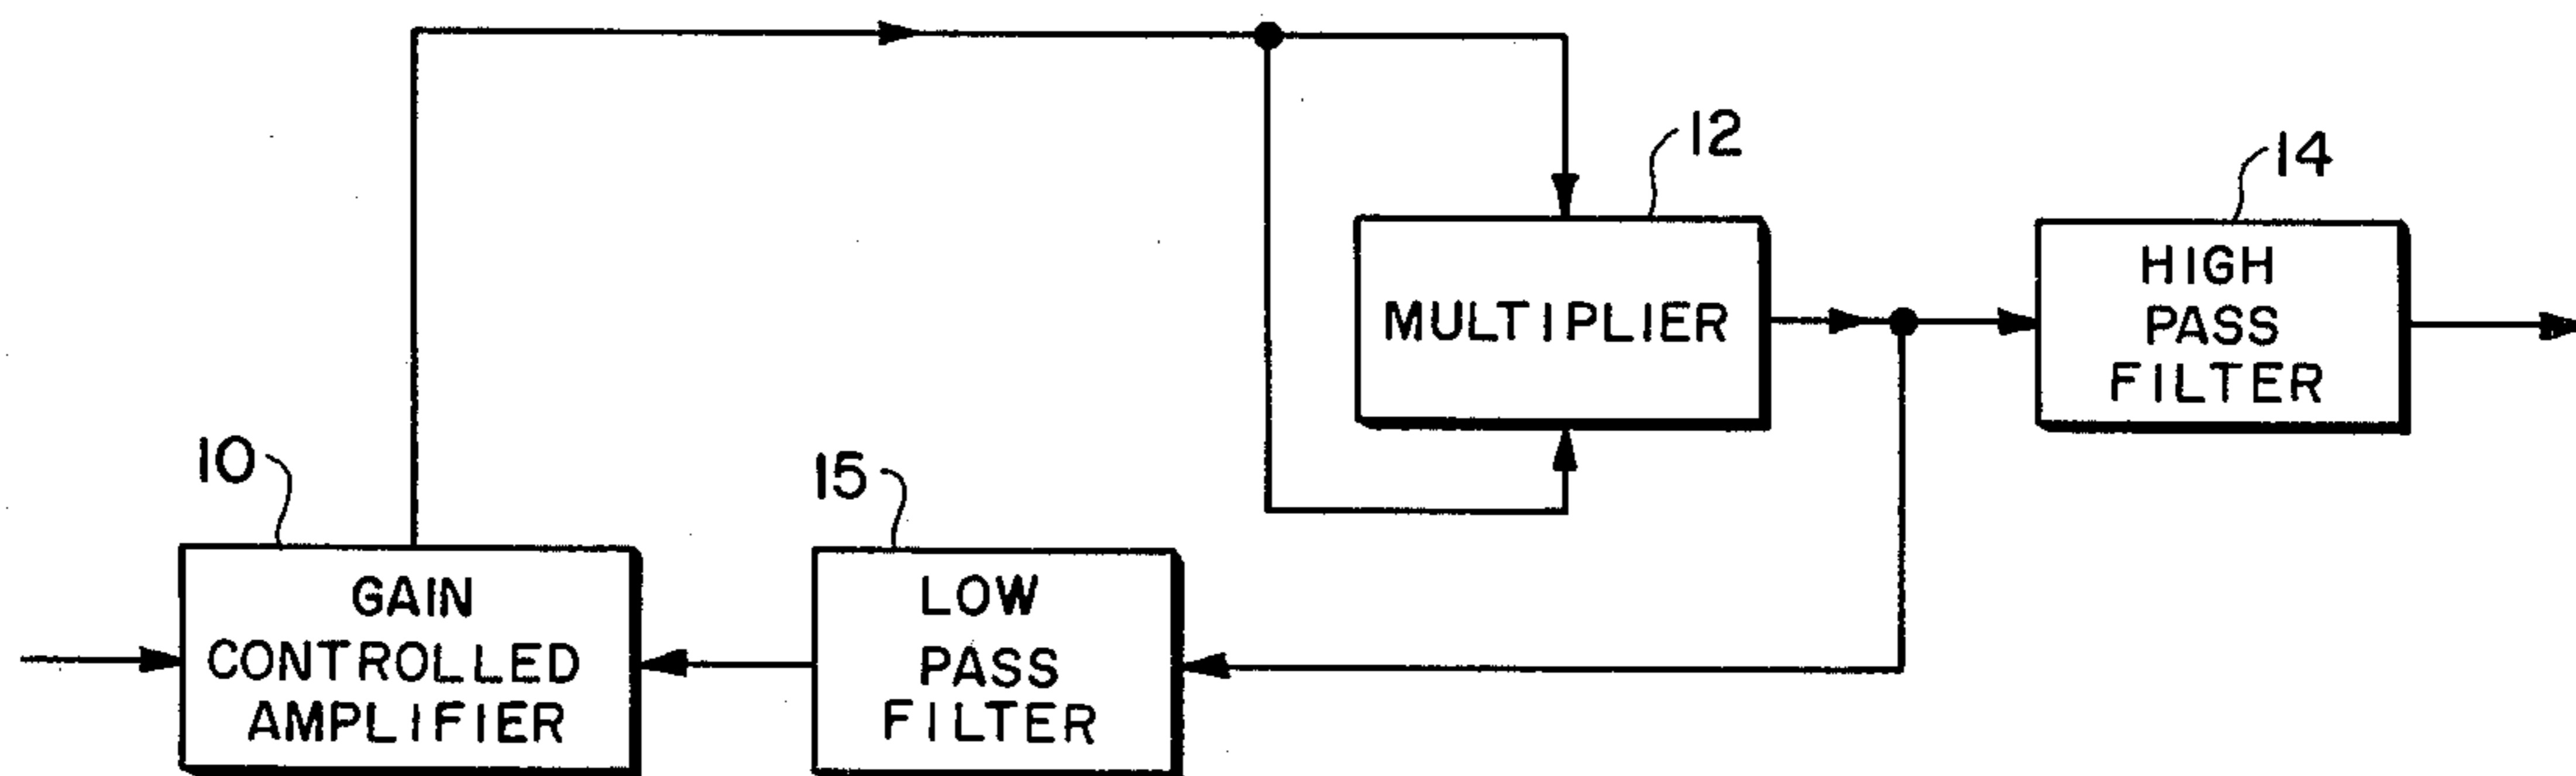 12
14
MULTIPLIER
HIGH
PASS
FILTER
10
15
GAIN
CONTROLLED
AMPLIFIER
LOW
PASS
FILTER